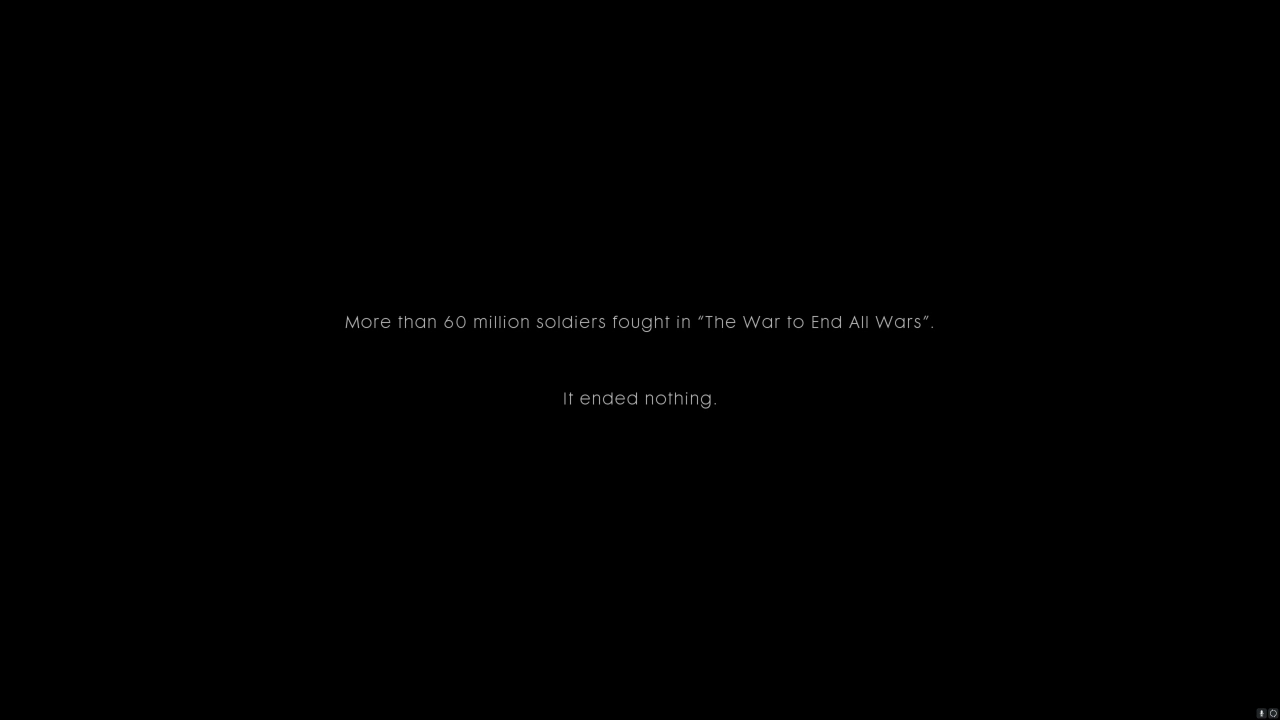 More than 60 million soldiers fought in “The War to End All Wars”.
It ended nothing.